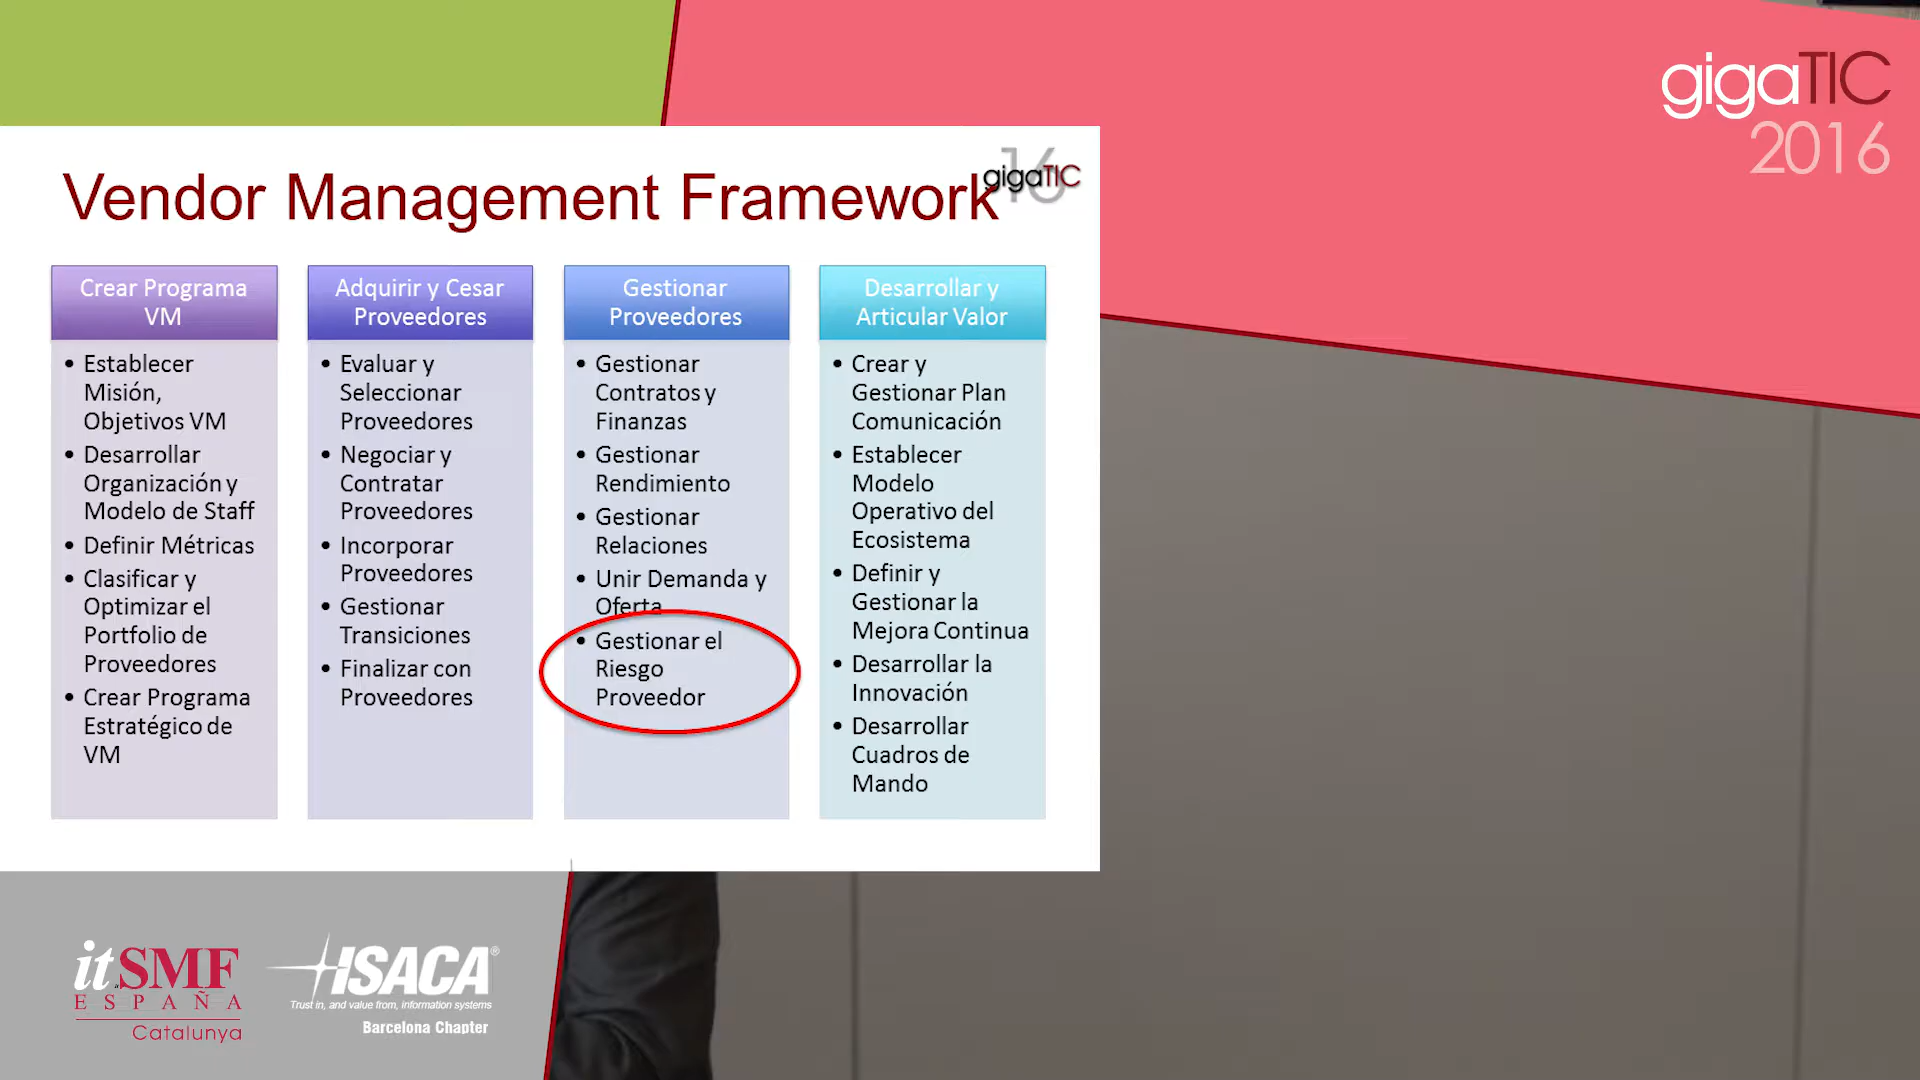 gigaTIC
2016
Vendor Management Framework
16
gigaTIC
Crear Programa
VM
• Establecer
Misión,
Objetivos VM
• Desarrollar
Organización y
Modelo de Staff
• Definir Métricas
• Clasificar y
Optimizar el
Portfolio de
Proveedores
• Crear Programa
Estratégico de
VM
Adquirir y Cesar
Proveedores
• Evaluar y
Seleccionar
Proveedores
• Negociar y
Contratar
Proveedores
• Incorporar
Proveedores
• Gestionar
Transiciones
• Finalizar con
Proveedores
Gestionar
Proveedores
• Gestionar
Contratos y
Finanzas
• Gestionar
Rendimiento
• Gestionar
Relaciones
• Unir Demanda y
Oferta
• Gestionar el
Riesgo
Proveedor
Desarrollar y
Articular Valor
• Crear y
Gestionar Plan
Comunicación
• Establecer
Modelo
Operativo del
Ecosistema
• Definir y
Gestionar la
Mejora Continua
• Desarrollar la
Innovación
• Desarrollar
Cuadros de
Mando
itSMF
ESPAÑA
Catalunya
ISACA®
Trust in, and value from, information systems
Barcelona Chapter